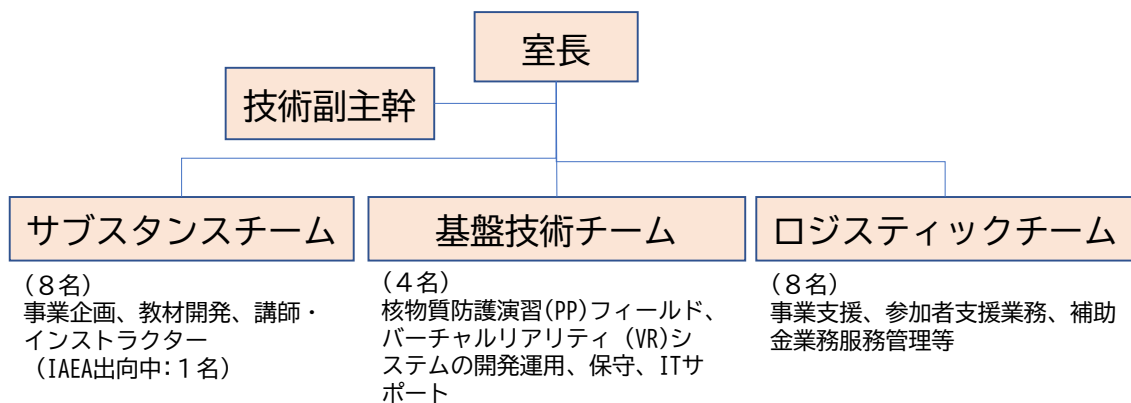 室長
技術副主幹
サブスタンスチーム
(８名)
事業企画、教材開発、講師・
インストラクター
(IAEA出向中:１名)
基盤技術チーム
(４名)
核物質防護演習(PP)フィールド、
バーチャルリアリティ (VR)シ
ステムの開発運用、保守、ITサ
ポート
ロジスティックチーム
(８名)
事業支援、参加者支援業務、補助
金業務服務管理等